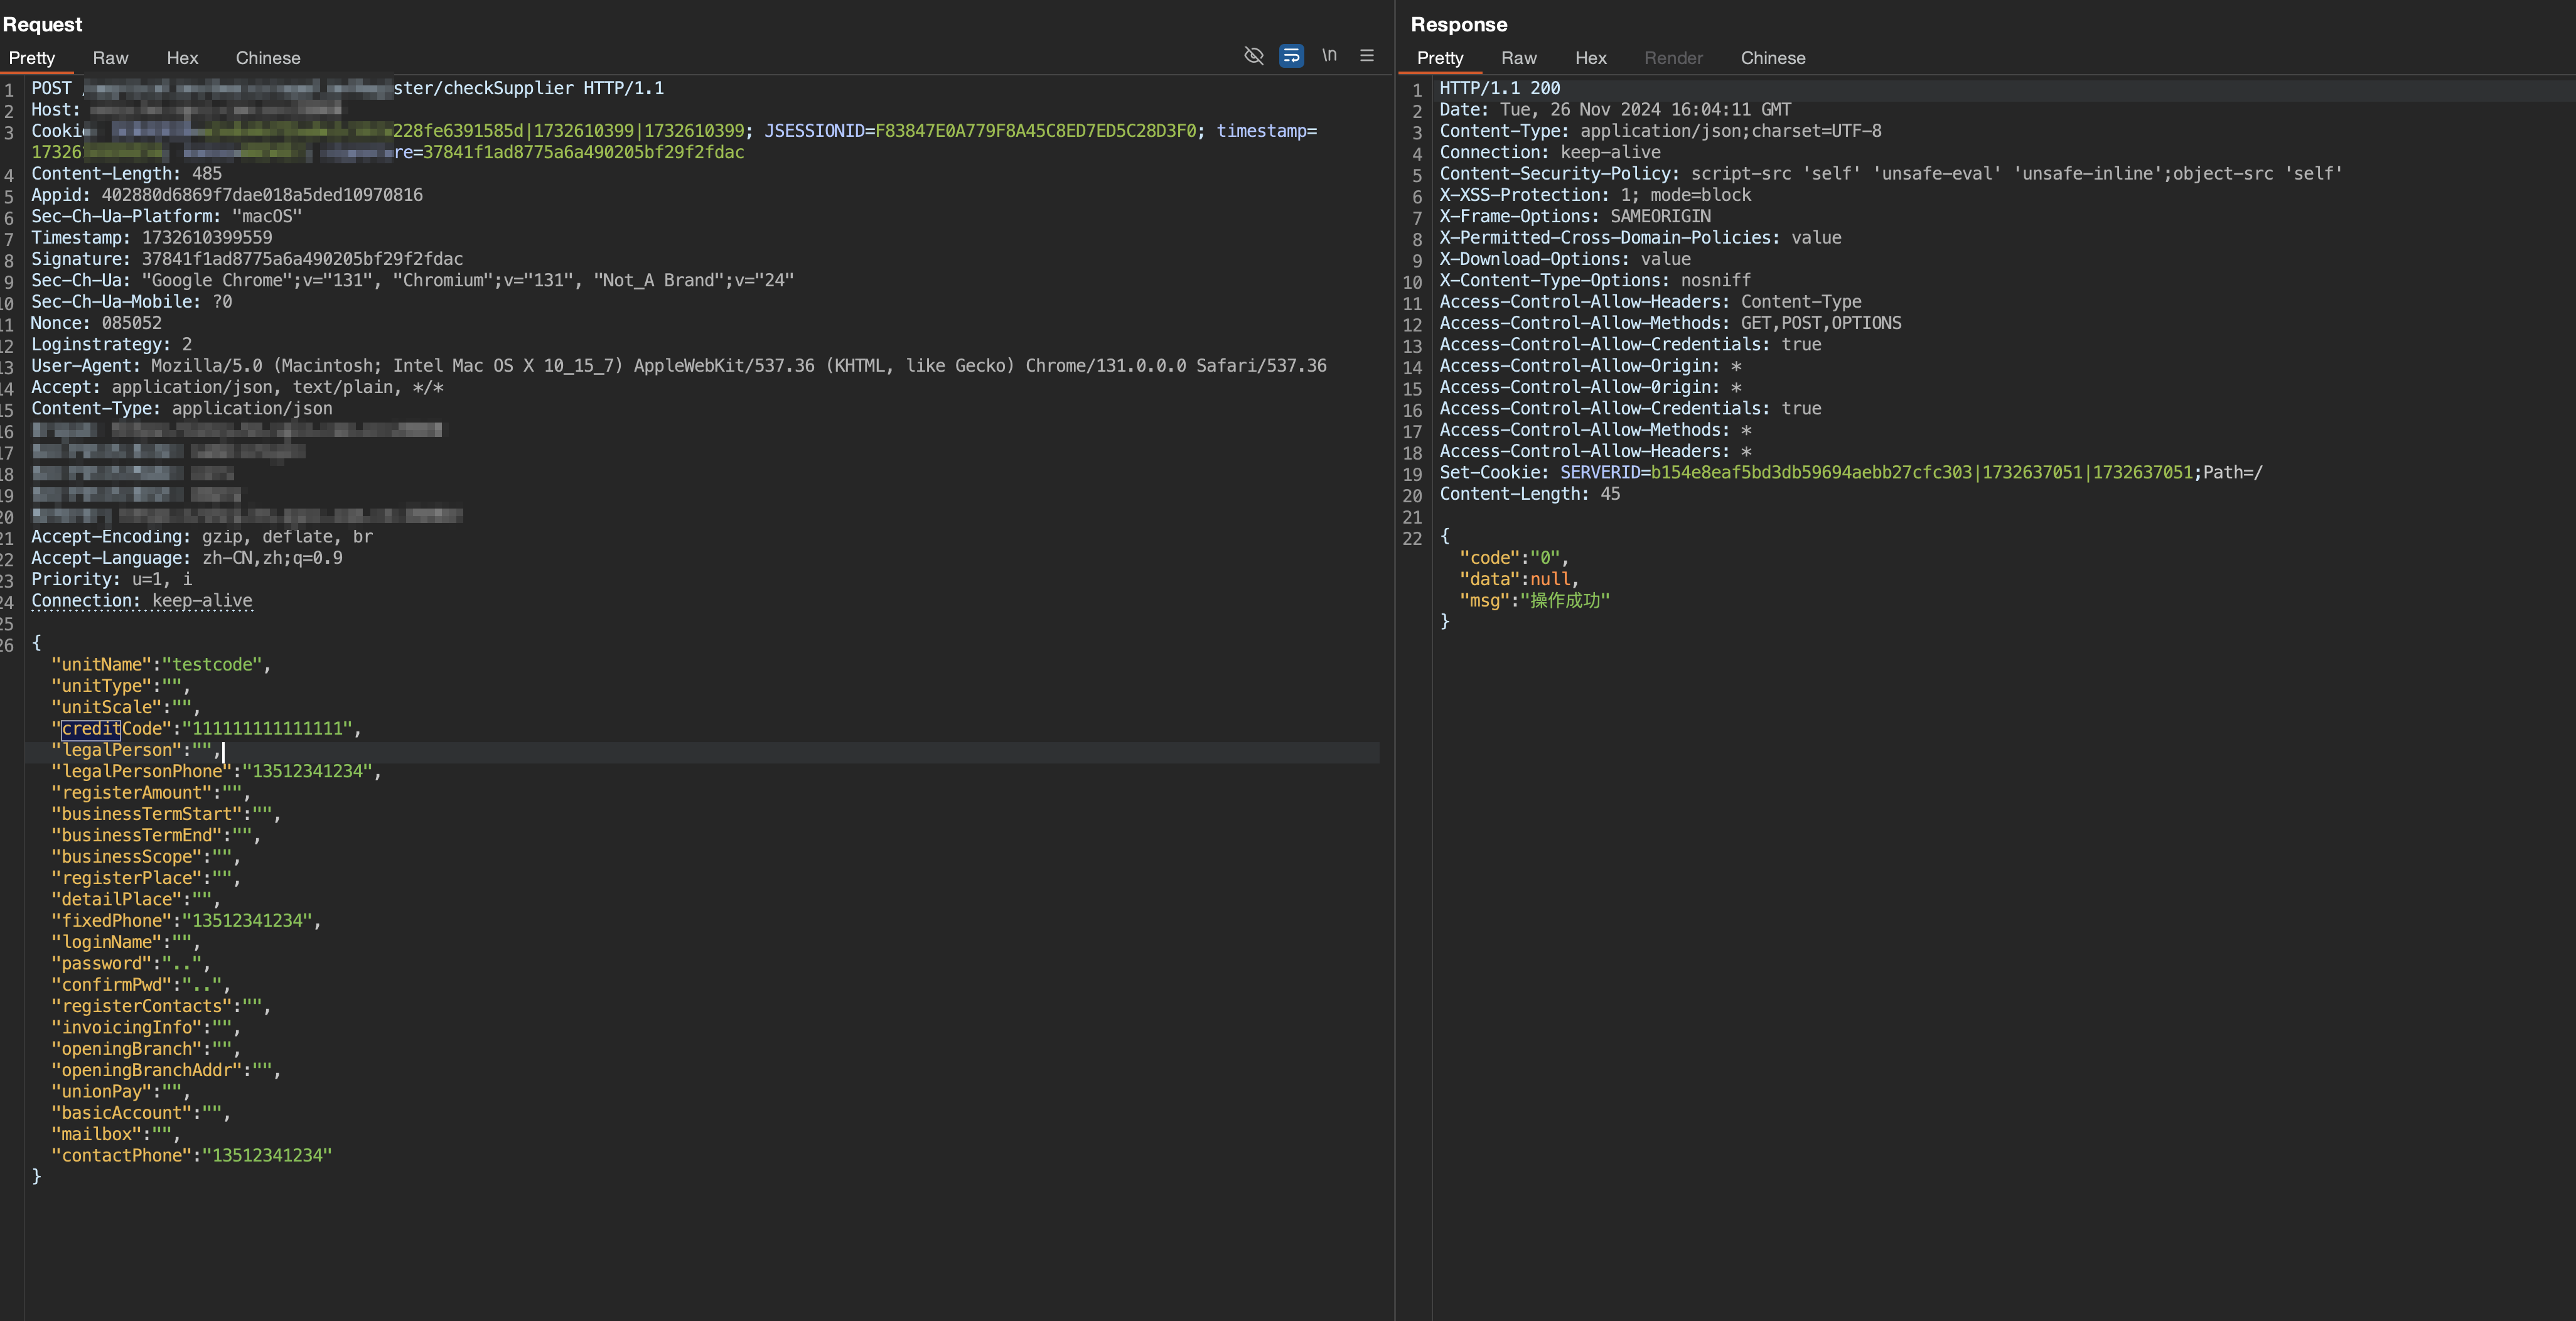 Request
Pretty Raw Hex Chinese \n
1 POST ster/checkSupplier HTTP/1.1
2 Host:
3 Cooki 228fe6391585d|1732610399|1732610399; JSESSIONID=F83847E0A779F8A45C8ED7ED5C28D3F0; timestamp=
17326 re=37841f1ad8775a6a490205bf29f2fdac
4 Content-Length: 485
5 Appid: 402880d6869f7dae018a5ded10970816
6 Sec-Ch-Ua-Platform: "macOS"
7 Timestamp: 1732610399559
8 Signature: 37841f1ad8775a6a490205bf29f2fdac
9 Sec-Ch-Ua: "Google Chrome";v="131", "Chromium";v="131", "Not_A Brand";v="24"
10 Sec-Ch-Ua-Mobile: ?0
11 Nonce: 085052
12 Loginstrategy: 2
13 User-Agent: Mozilla/5.0 (Macintosh; Intel Mac OS X 10_15_7) AppleWebKit/537.36 (KHTML, like Gecko) Chrome/131.0.0.0 Safari/537.36
14 Accept: application/json, text/plain, */*
15 Content-Type: application/json
16
17
18
19
20
21 Accept-Encoding: gzip, deflate, br
22 Accept-Language: zh-CN,zh;q=0.9
23 Priority: u=1, i
24 Connection: keep-alive
25
26 {
"unitName":"testcode",
"unitType":"",
"unitScale":"",
"creditCode":"111111111111111",
"legalPerson":"",
"legalPersonPhone":"13512341234",
"registerAmount":"",
"businessTermStart":"",
"businessTermEnd":"",
"businessScope":"",
"registerPlace":"",
"detailPlace":"",
"fixedPhone":"13512341234",
"loginName":"",
"password":"..",
"confirmPwd":"..",
"registerContacts":"",
"invoicingInfo":"",
"openingBranch":"",
"openingBranchAddr":"",
"unionPay":"",
"basicAccount":"",
"mailbox":"",
"contactPhone":"13512341234"
}
Response
Pretty Raw Hex Render Chinese
1 HTTP/1.1 200
2 Date: Tue, 26 Nov 2024 16:04:11 GMT
3 Content-Type: application/json;charset=UTF-8
4 Connection: keep-alive
5 Content-Security-Policy: script-src 'self' 'unsafe-eval' 'unsafe-inline';object-src 'self'
6 X-XSS-Protection: 1; mode=block
7 X-Frame-Options: SAMEORIGIN
8 X-Permitted-Cross-Domain-Policies: value
9 X-Download-Options: value
10 X-Content-Type-Options: nosniff
11 Access-Control-Allow-Headers: Content-Type
12 Access-Control-Allow-Methods: GET,POST,OPTIONS
13 Access-Control-Allow-Credentials: true
14 Access-Control-Allow-Origin: *
15 Access-Control-Allow-0rigin: *
16 Access-Control-Allow-Credentials: true
17 Access-Control-Allow-Methods: *
18 Access-Control-Allow-Headers: *
19 Set-Cookie: SERVERID=b154e8eaf5bd3db59694aebb27cfc303|1732637051|1732637051;Path=/
20 Content-Length: 45
21
22 {
"code":"0",
"data":null,
"msg":"操作成功"
}